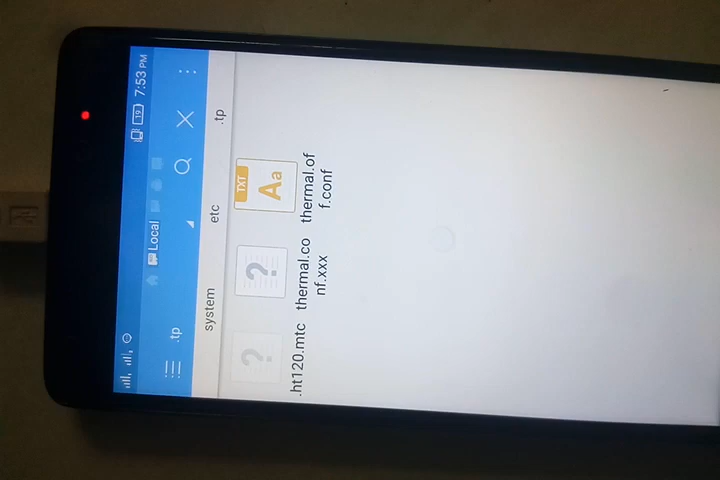 19 7:53 PM
Local
.tp
system etc .tp
?
.ht120.mtc
?
thermal.co
nf.xxx
TXT
Aa
thermal.of
f.conf